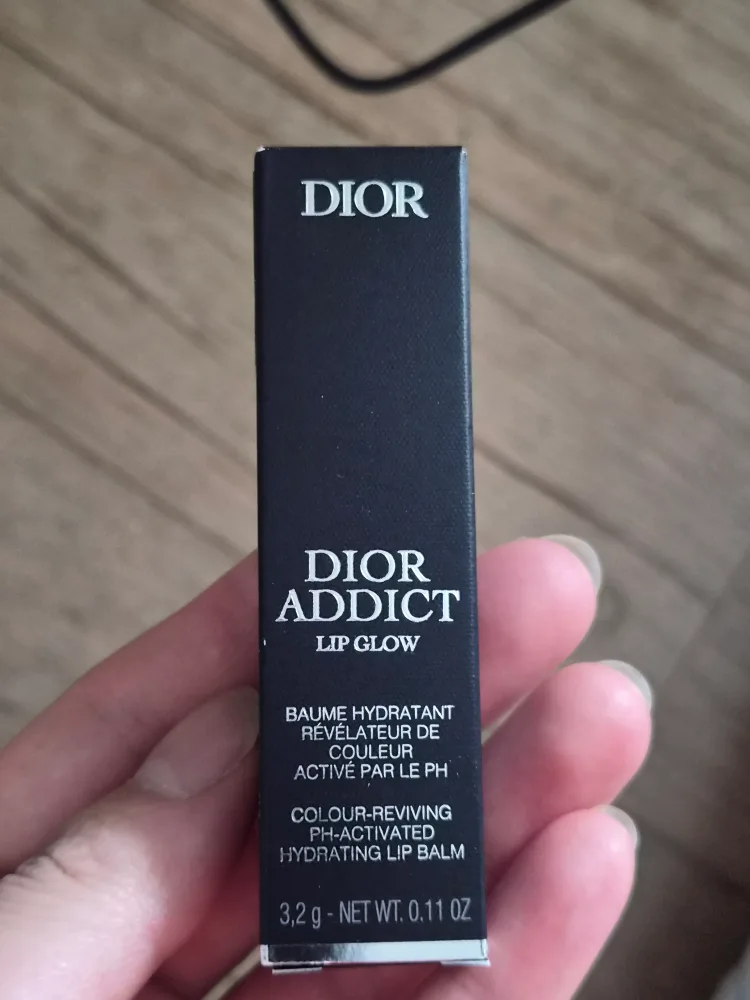 DIOR
DIOR
ADDICT
LIP GLOW
BAUME HYDRATANT
RÉVÉLATEUR DE
COULEUR
ACTIVÉ PAR LE PH
COLOUR-REVIVING
PH-ACTIVATED
HYDRATING LIP BALM
3,2 g - NET WT. 0.11 OZ